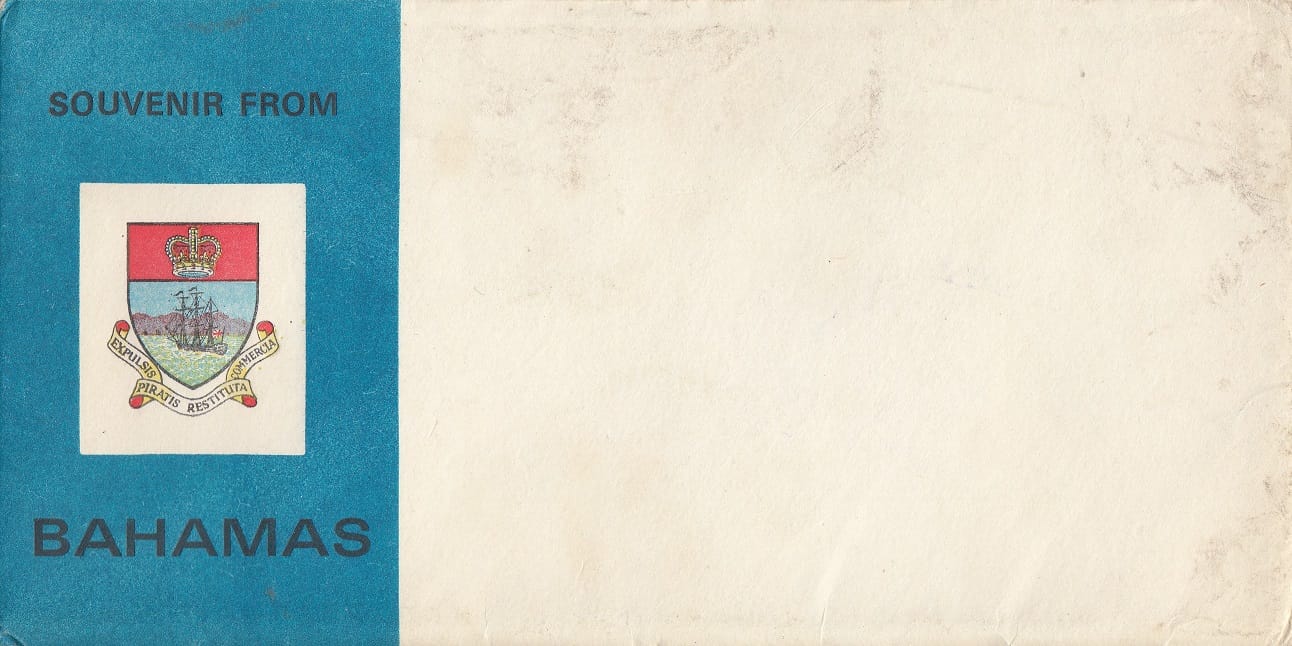 SOUVENIR FROM
EXPULSIS
PIRATIS RESTITUTA
COMMERCIA
BAHAMAS